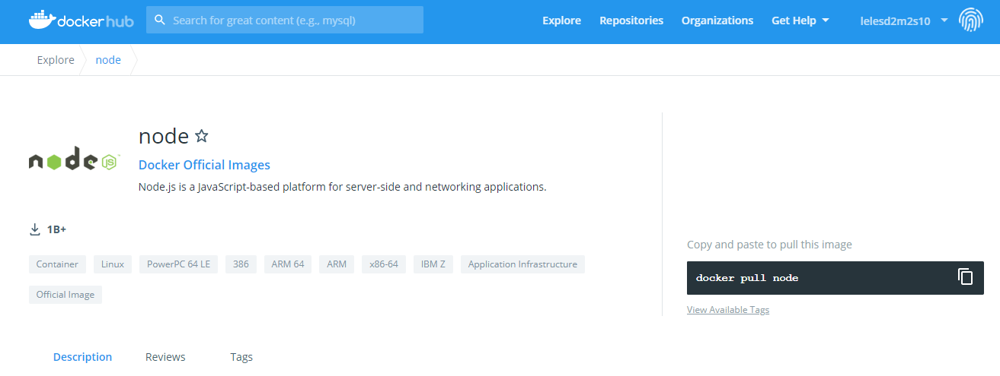 dockerhub Search for great content (e.g., mysql) Explore Repositories Organizations Get Help lelesd2m2s10
Explore node
node
node JS ™
Docker Official Images
Node.js is a JavaScript-based platform for server-side and networking applications.
1B+
Copy and paste to pull this image
Container Linux PowerPC 64 LE 386 ARM 64 ARM x86-64 IBM Z Application Infrastructure
docker pull node
Official Image
View Available Tags
Description Reviews Tags